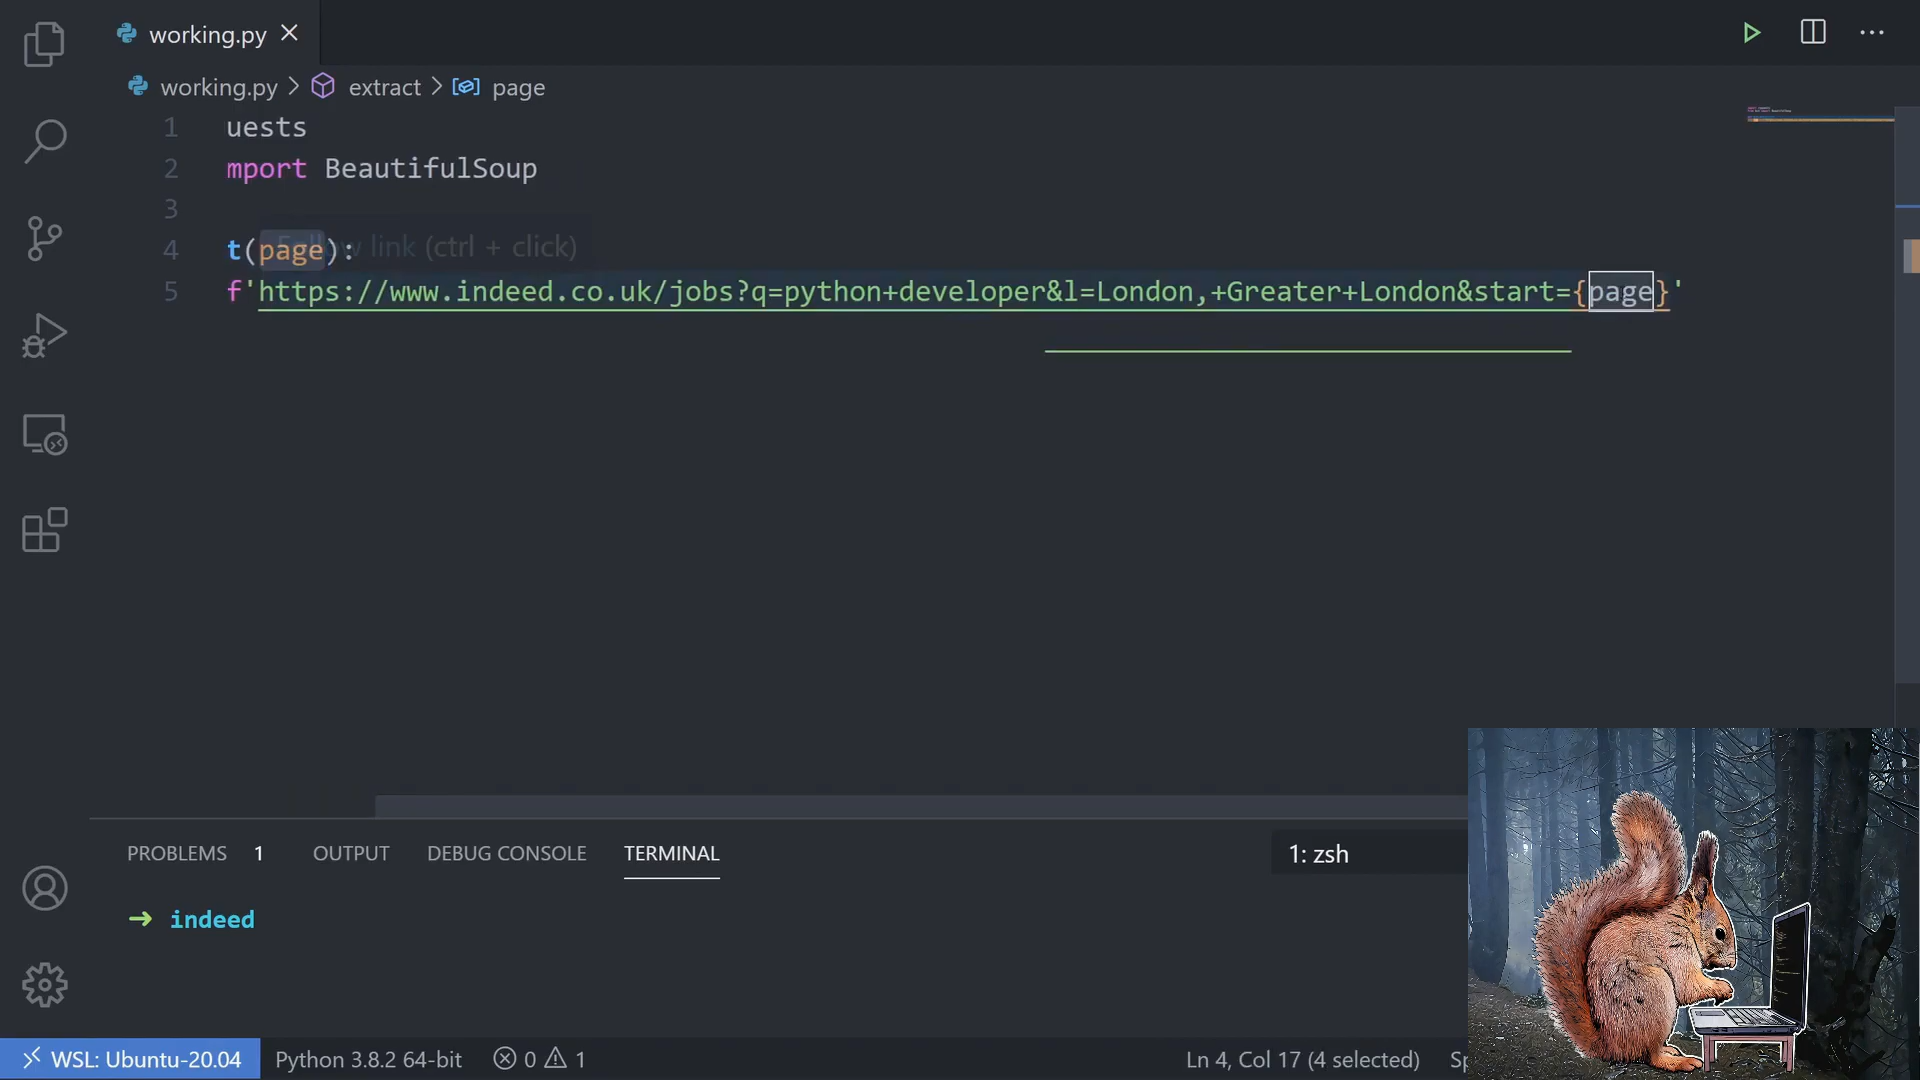 working.py
working.py > extract > page
1 uests
2 mport BeautifulSoup
3
4 t(page):
Follow link (ctrl + click)
5 f'https://www.indeed.co.uk/jobs?q=python+developer&l=London,+Greater+London&start={page}'
PROBLEMS 1 OUTPUT DEBUG CONSOLE TERMINAL 1: zsh
→ indeed
WSL: Ubuntu-20.04 Python 3.8.2 64-bit 0 1 Ln 4, Col 17 (4 selected) Sp